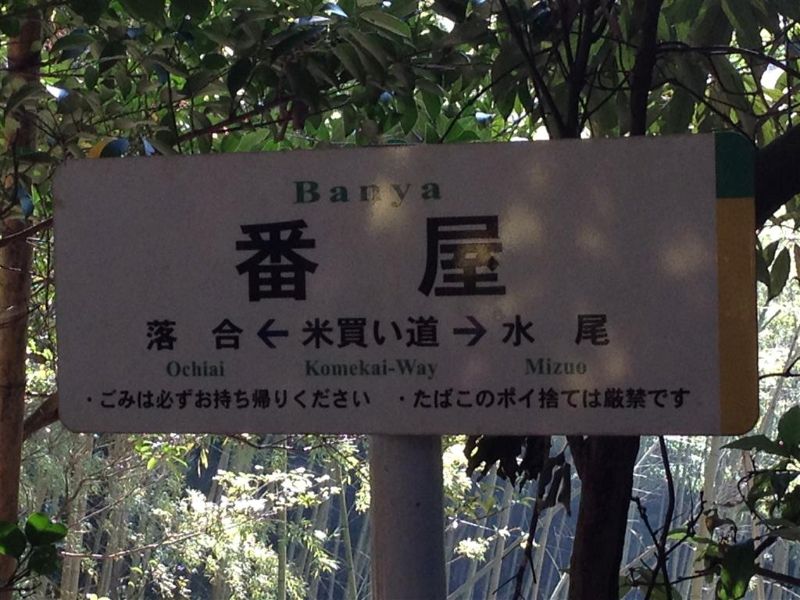 Banya
番屋
落合←米買い道→水尾
Ochiai Komekai-Way Mizuo
・ごみは必ずお持ち帰りください ・たばこのポイ捨ては厳禁です